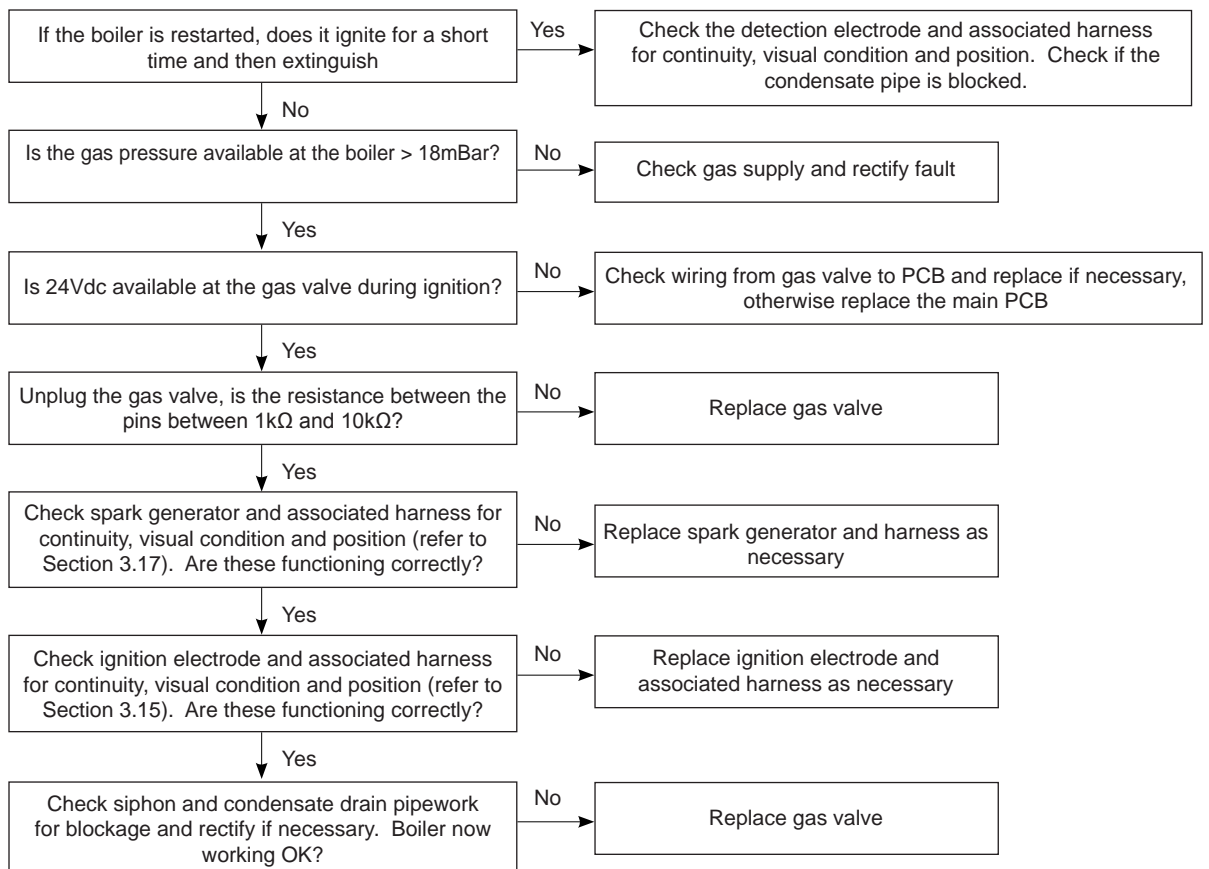 If the boiler is restarted, does it ignite for a short
time and then extinguish
Yes
Check the detection electrode and associated harness
for continuity, visual condition and position.  Check if the
condensate pipe is blocked.
No
Is the gas pressure available at the boiler > 18mBar?
No
Check gas supply and rectify fault
Yes
Is 24Vdc available at the gas valve during ignition?
No
Check wiring from gas valve to PCB and replace if necessary,
otherwise replace the main PCB
Yes
Unplug the gas valve, is the resistance between the
pins between 1kΩ and 10kΩ?
No
Replace gas valve
Yes
Check spark generator and associated harness for
continuity, visual condition and position (refer to
Section 3.17).  Are these functioning correctly?
No
Replace spark generator and harness as
necessary
Yes
Check ignition electrode and associated harness
for continuity, visual condition and position (refer to
Section 3.15).  Are these functioning correctly?
No
Replace ignition electrode and
associated harness as necessary
Yes
Check siphon and condensate drain pipework
for blockage and rectify if necessary.  Boiler now
working OK?
No
Replace gas valve